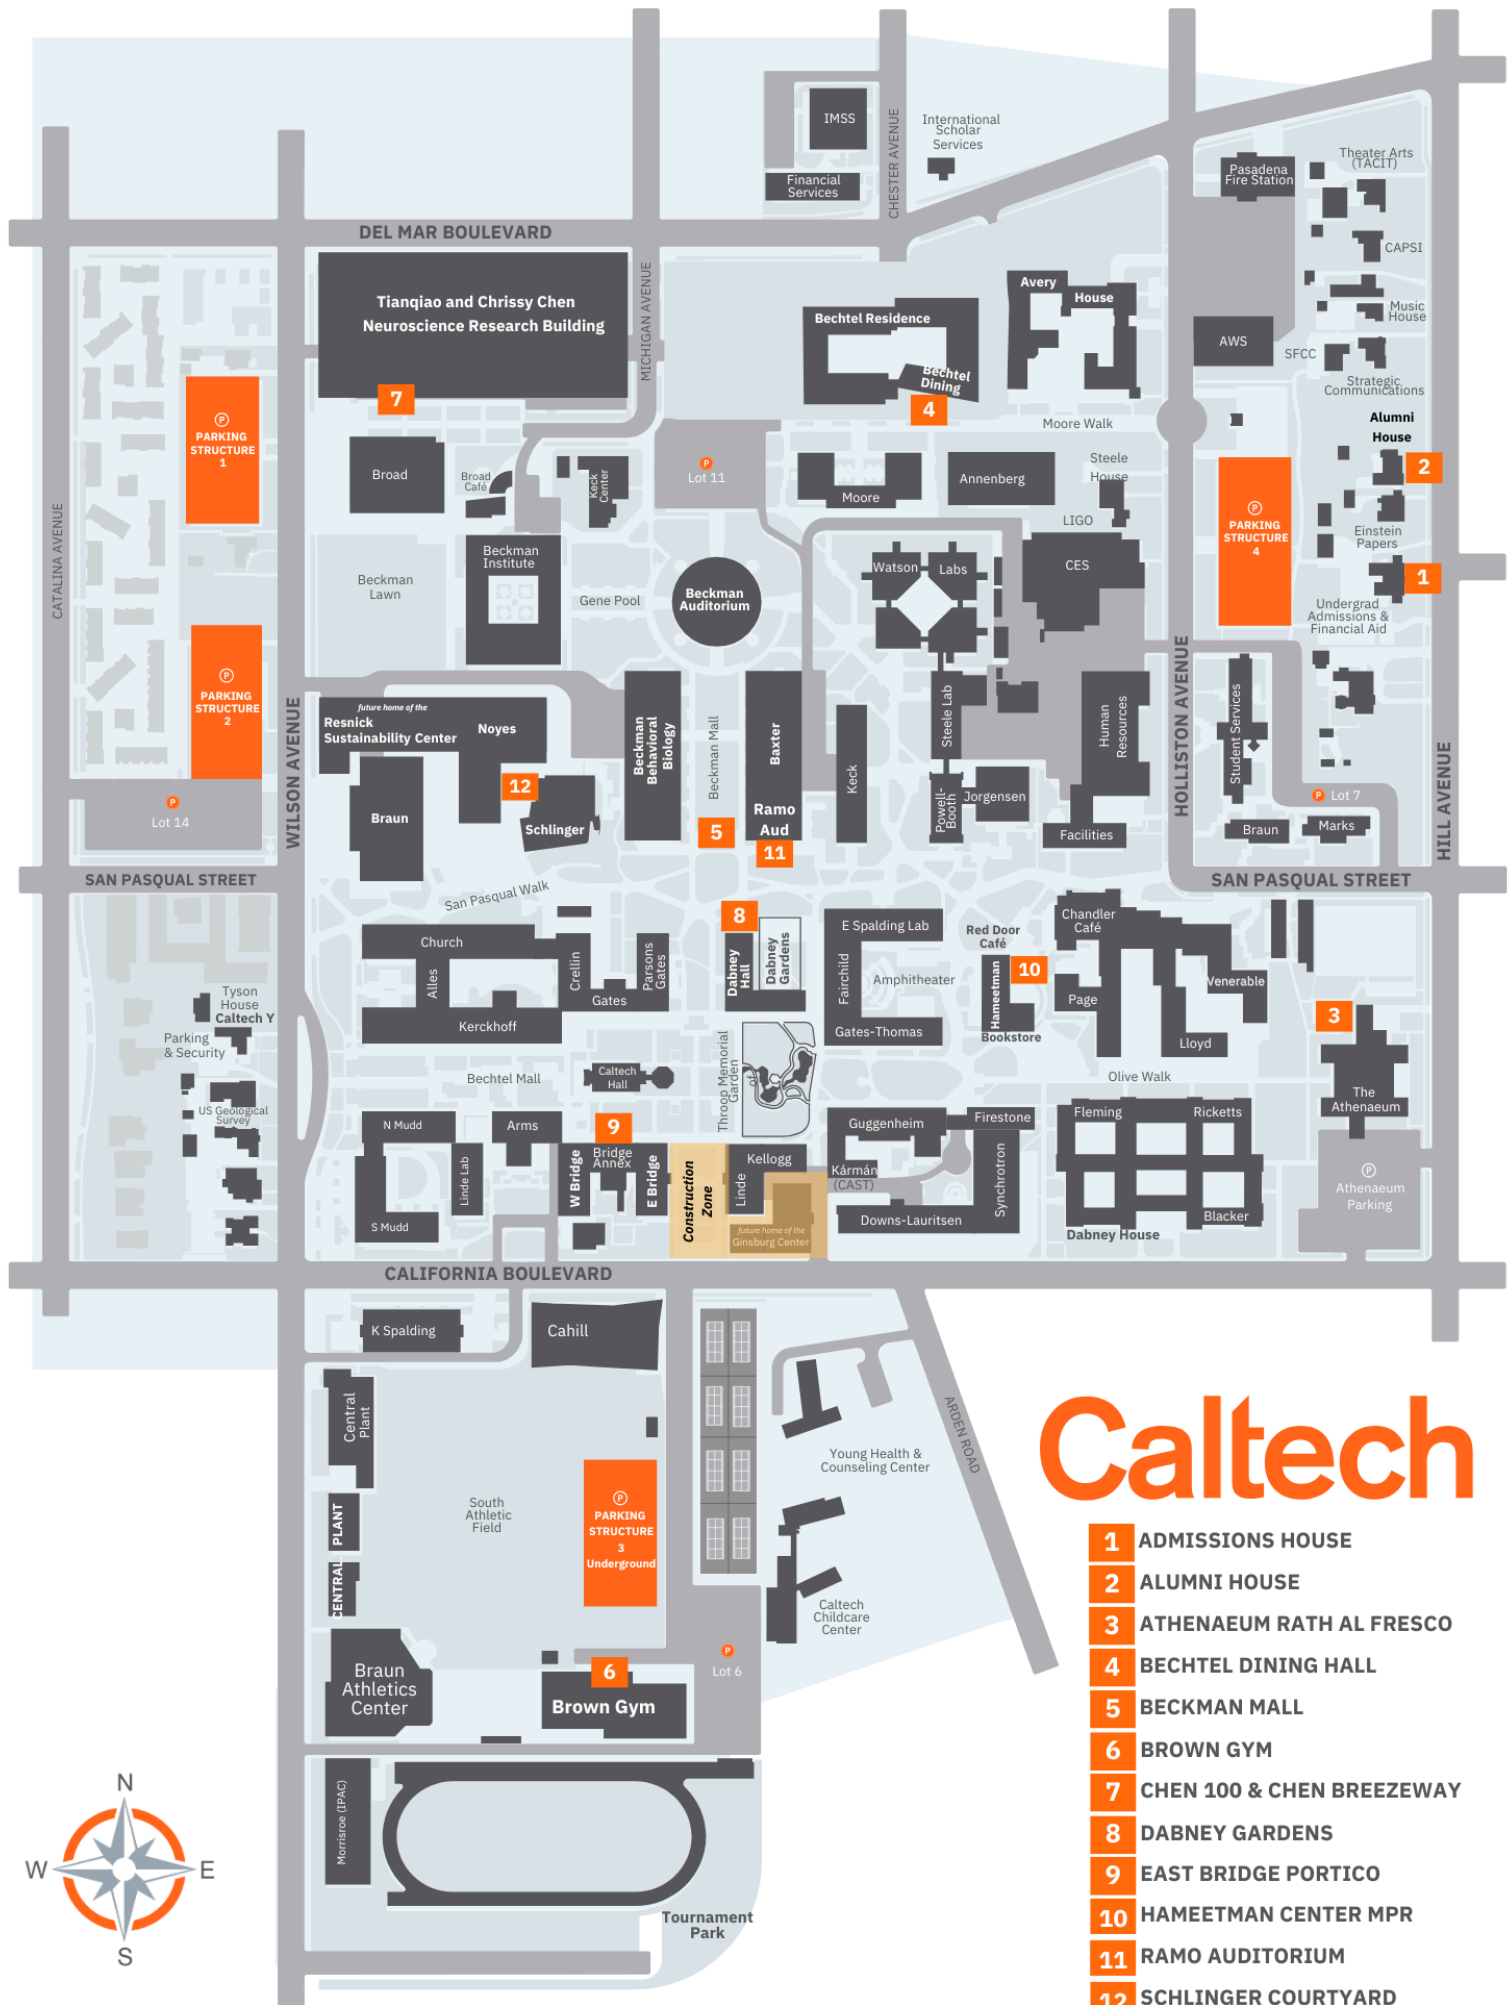 IMSS
Financial
Services
CHESTER AVENUE
International
Scholar
Services
Pasadena
Fire Station
Theater Arts
(TACIT)
CAPSI
Music
House
DEL MAR BOULEVARD
Tianqiao and Chrissy Chen
Neuroscience Research Building
7
MICHIGAN AVENUE
Bechtel Residence
Bechtel
Dining
4
Avery
House
AWS
SFCC
Strategic
Communications
Moore Walk
Alumni
House
2
P
PARKING
STRUCTURE
1
CATALINA AVENUE
Broad
Broad
Café
Keck
Center
P
Lot 11
Moore
Annenberg
Steele
House
LIGO
P
PARKING
STRUCTURE
4
Einstein
Papers
1
Undergrad
Admissions &
Financial Aid
Beckman
Lawn
Beckman
Institute
Gene Pool
Beckman
Auditorium
Watson
Labs
CES
P
PARKING
STRUCTURE
2
P
Lot 14
WILSON AVENUE
future home of the
Resnick
Sustainability Center
Noyes
Braun
12
Schlinger
Beckman
Behavioral
Biology
Beckman Mall
5
Baxter
Ramo
Aud
11
Keck
Steele Lab
Powell-
Booth
Jorgensen
Human
Resources
Facilities
HOLLISTON AVENUE
Student Services
P
Lot 7
Braun
Marks
HILL AVENUE
SAN PASQUAL STREET
SAN PASQUAL STREET
San Pasqual Walk
Church
Alles
Crellin
Gates
Parsons
Gates
Kerckhoff
8
Dabney
Hall
Dabney
Gardens
E Spalding Lab
Fairchild
Amphitheater
Gates-Thomas
Red Door
Café
Hameetman
10
Bookstore
Chandler
Café
Page
Venerable
Lloyd
3
The
Athenaeum
Tyson
House
Caltech Y
Parking
& Security
US Geological
Survey
Bechtel Mall
Caltech
Hall
Throop Memorial
Garden
of
Olive Walk
N Mudd
Linde Lab
S Mudd
Arms
9
W Bridge
Bridge
Annex
E Bridge
Construction
Zone
Kellogg
Linde
future home of the
Ginsburg Center
Guggenheim
Firestone
Kármán
(CAST)
Synchrotron
Downs-Lauritsen
Fleming
Ricketts
Blacker
Dabney House
P
Athenaeum
Parking
CALIFORNIA BOULEVARD
K Spalding
Cahill
Central
Plant
CENTRAL PLANT
South
Athletic
Field
P
PARKING
STRUCTURE
3
Underground
Young Health &
Counseling Center
ARDEN ROAD
Caltech
Childcare
Center
P
Lot 6
Braun
Athletics
Center
6
Brown Gym
Morrisroe (IPAC)
Tournament
Park
N
W
E
S
Caltech
1 ADMISSIONS HOUSE
2 ALUMNI HOUSE
3 ATHENAEUM RATH AL FRESCO
4 BECHTEL DINING HALL
5 BECKMAN MALL
6 BROWN GYM
7 CHEN 100 & CHEN BREEZEWAY
8 DABNEY GARDENS
9 EAST BRIDGE PORTICO
10 HAMEETMAN CENTER MPR
11 RAMO AUDITORIUM
12 SCHLINGER COURTYARD